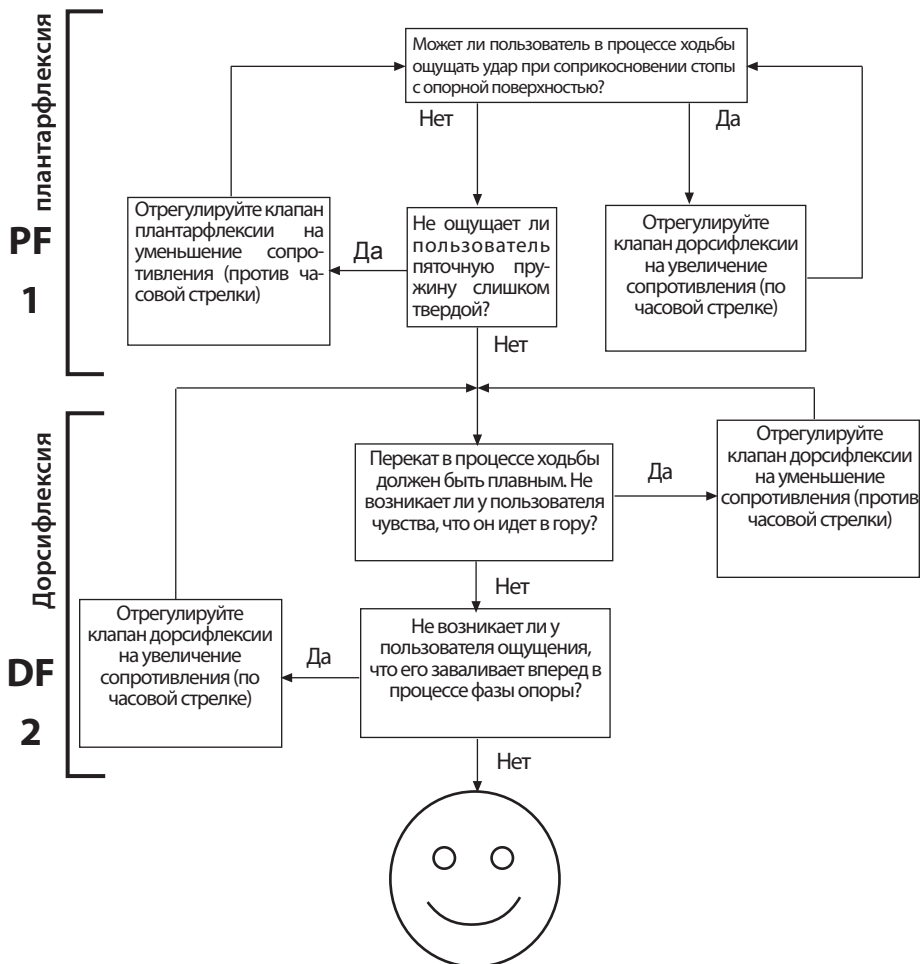 плантарфлексия
PF
1
Может ли пользователь в процессе ходьбы
ощущать удар при соприкосновении стопы
с опорной поверхностью?
Нет
Да
Отрегулируйте клапан
плантарфлексии на
уменьшение сопро-
тивления (против ча-
совой стрелки)
Да
Не ощущает ли
пользователь
пяточную пру-
жину слишком
твердой?
Отрегулируйте
клапан дорсифлексии
на увеличение
сопротивления (по
часовой стрелке)
Нет
Дорсифлексия
DF
2
Перекат в процессе ходьбы
должен быть плавным. Не
возникает ли у пользователя
чувства, что он идет в гору?
Да
Отрегулируйте
клапан дорсифлексии
на уменьшение
сопротивления (против
часовой стрелки)
Нет
Отрегулируйте
клапан дорсифлексии
на увеличение
сопротивления (по
часовой стрелке)
Да
Не возникает ли у
пользователя ощущения,
что его заваливает вперед в
процессе фазы опоры?
Нет